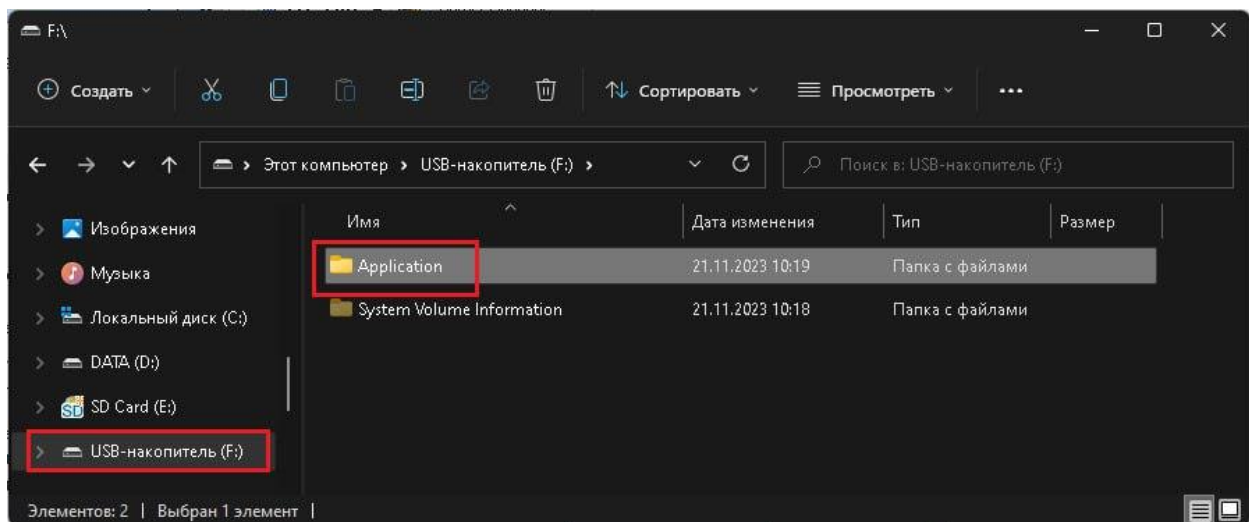 F:\
Создать
Сортировать
Просмотреть
Этот компьютер > USB-накопитель (F:) >
Поиск в: USB-накопитель (F:)
Изображения
Музыка
Локальный диск (C:)
DATA (D:)
SD Card (E:)
USB-накопитель (F:)
Имя Дата изменения Тип Размер
Application 21.11.2023 10:19 Папка с файлами
System Volume Information 21.11.2023 10:18 Папка с файлами
Элементов: 2 | Выбран 1 элемент |